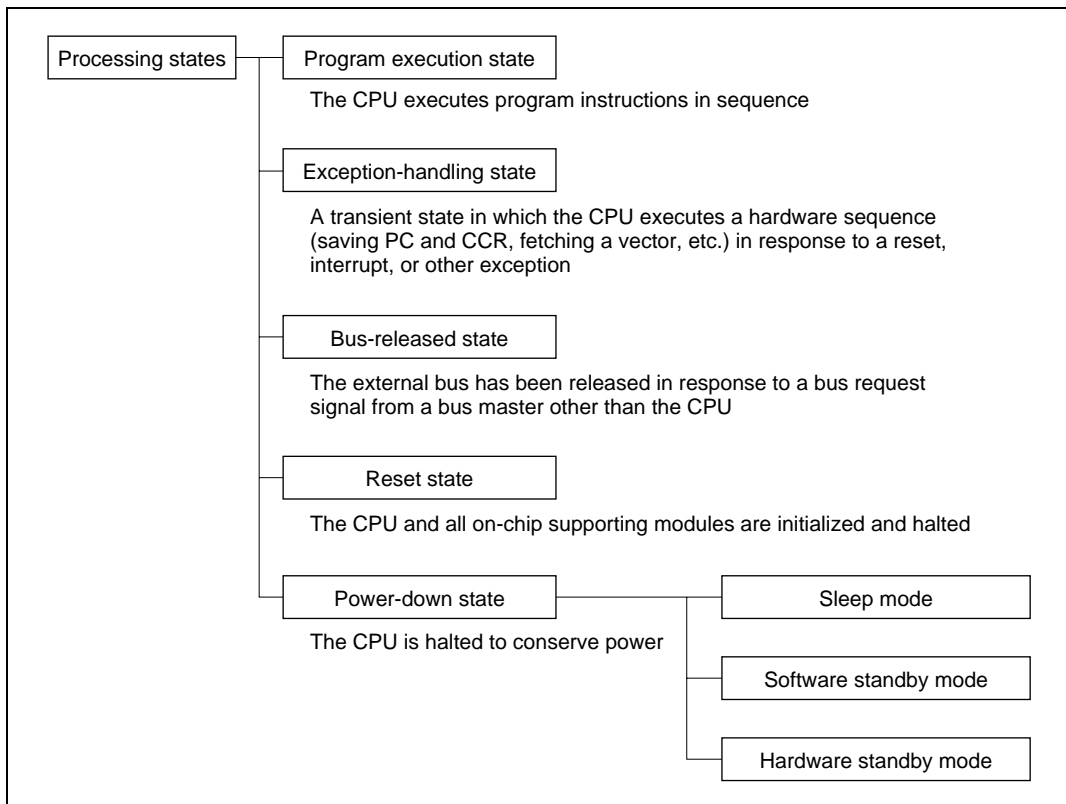 Processing states
Program execution state
The CPU executes program instructions in sequence
Exception-handling state
A transient state in which the CPU executes a hardware sequence
(saving PC and CCR, fetching a vector, etc.) in response to a reset,
interrupt, or other exception
Bus-released state
The external bus has been released in response to a bus request
signal from a bus master other than the CPU
Reset state
The CPU and all on-chip supporting modules are initialized and halted
Power-down state
The CPU is halted to conserve power
Sleep mode
Software standby mode
Hardware standby mode